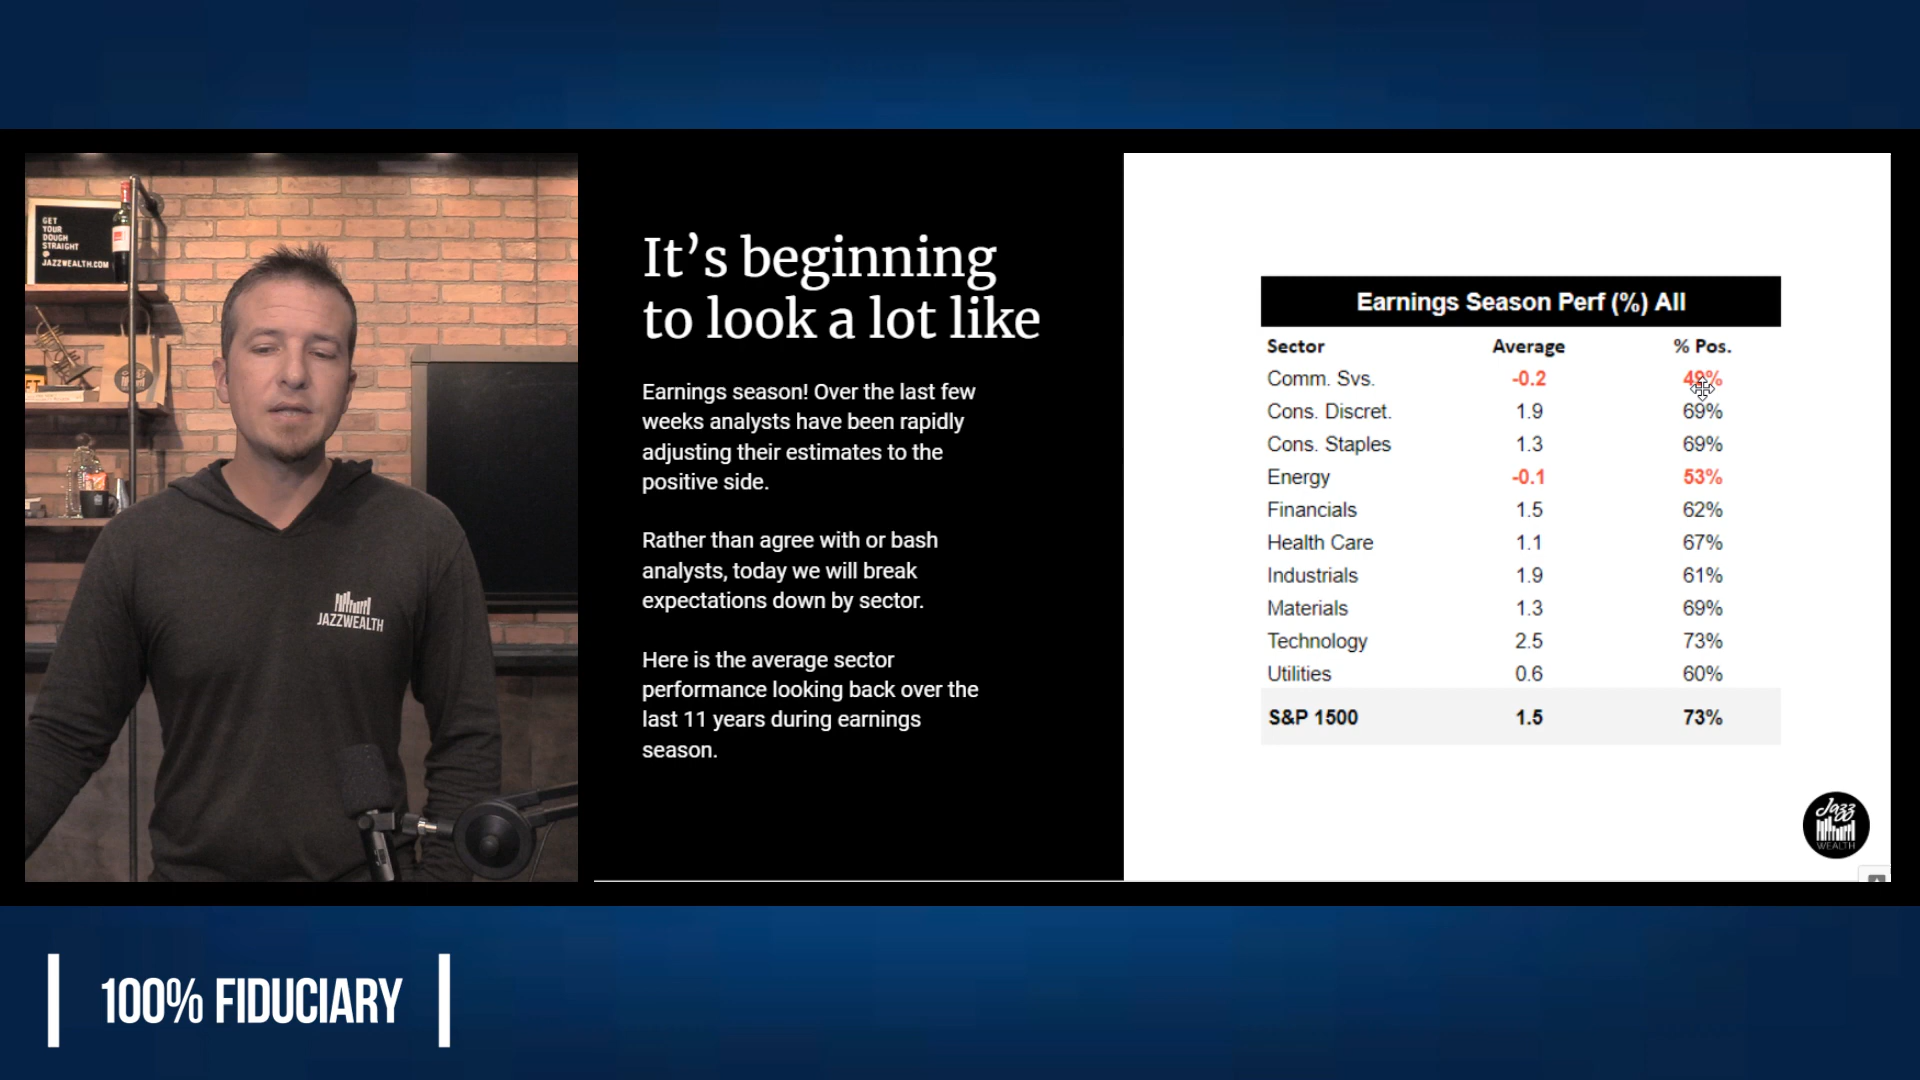 GET
YOUR
DOUGH
STRAIGHT
@
JAZZWEALTH.COM
JAZZWEALTH
It’s beginning
to look a lot like
Earnings season! Over the last few
weeks analysts have been rapidly
adjusting their estimates to the
positive side.
Rather than agree with or bash
analysts, today we will break
expectations down by sector.
Here is the average sector
performance looking back over the
last 11 years during earnings
season.
Earnings Season Perf (%) All
Sector Average % Pos.
Comm. Svs. -0.2
Cons. Discret. 1.9 69%
Cons. Staples 1.3 69%
Energy -0.1 53%
Financials 1.5 62%
Health Care 1.1 67%
Industrials 1.9 61%
Materials 1.3 69%
Technology 2.5 73%
Utilities 0.6 60%
S&P 1500 1.5 73%
Jazz
WEALTH
100% FIDUCIARY